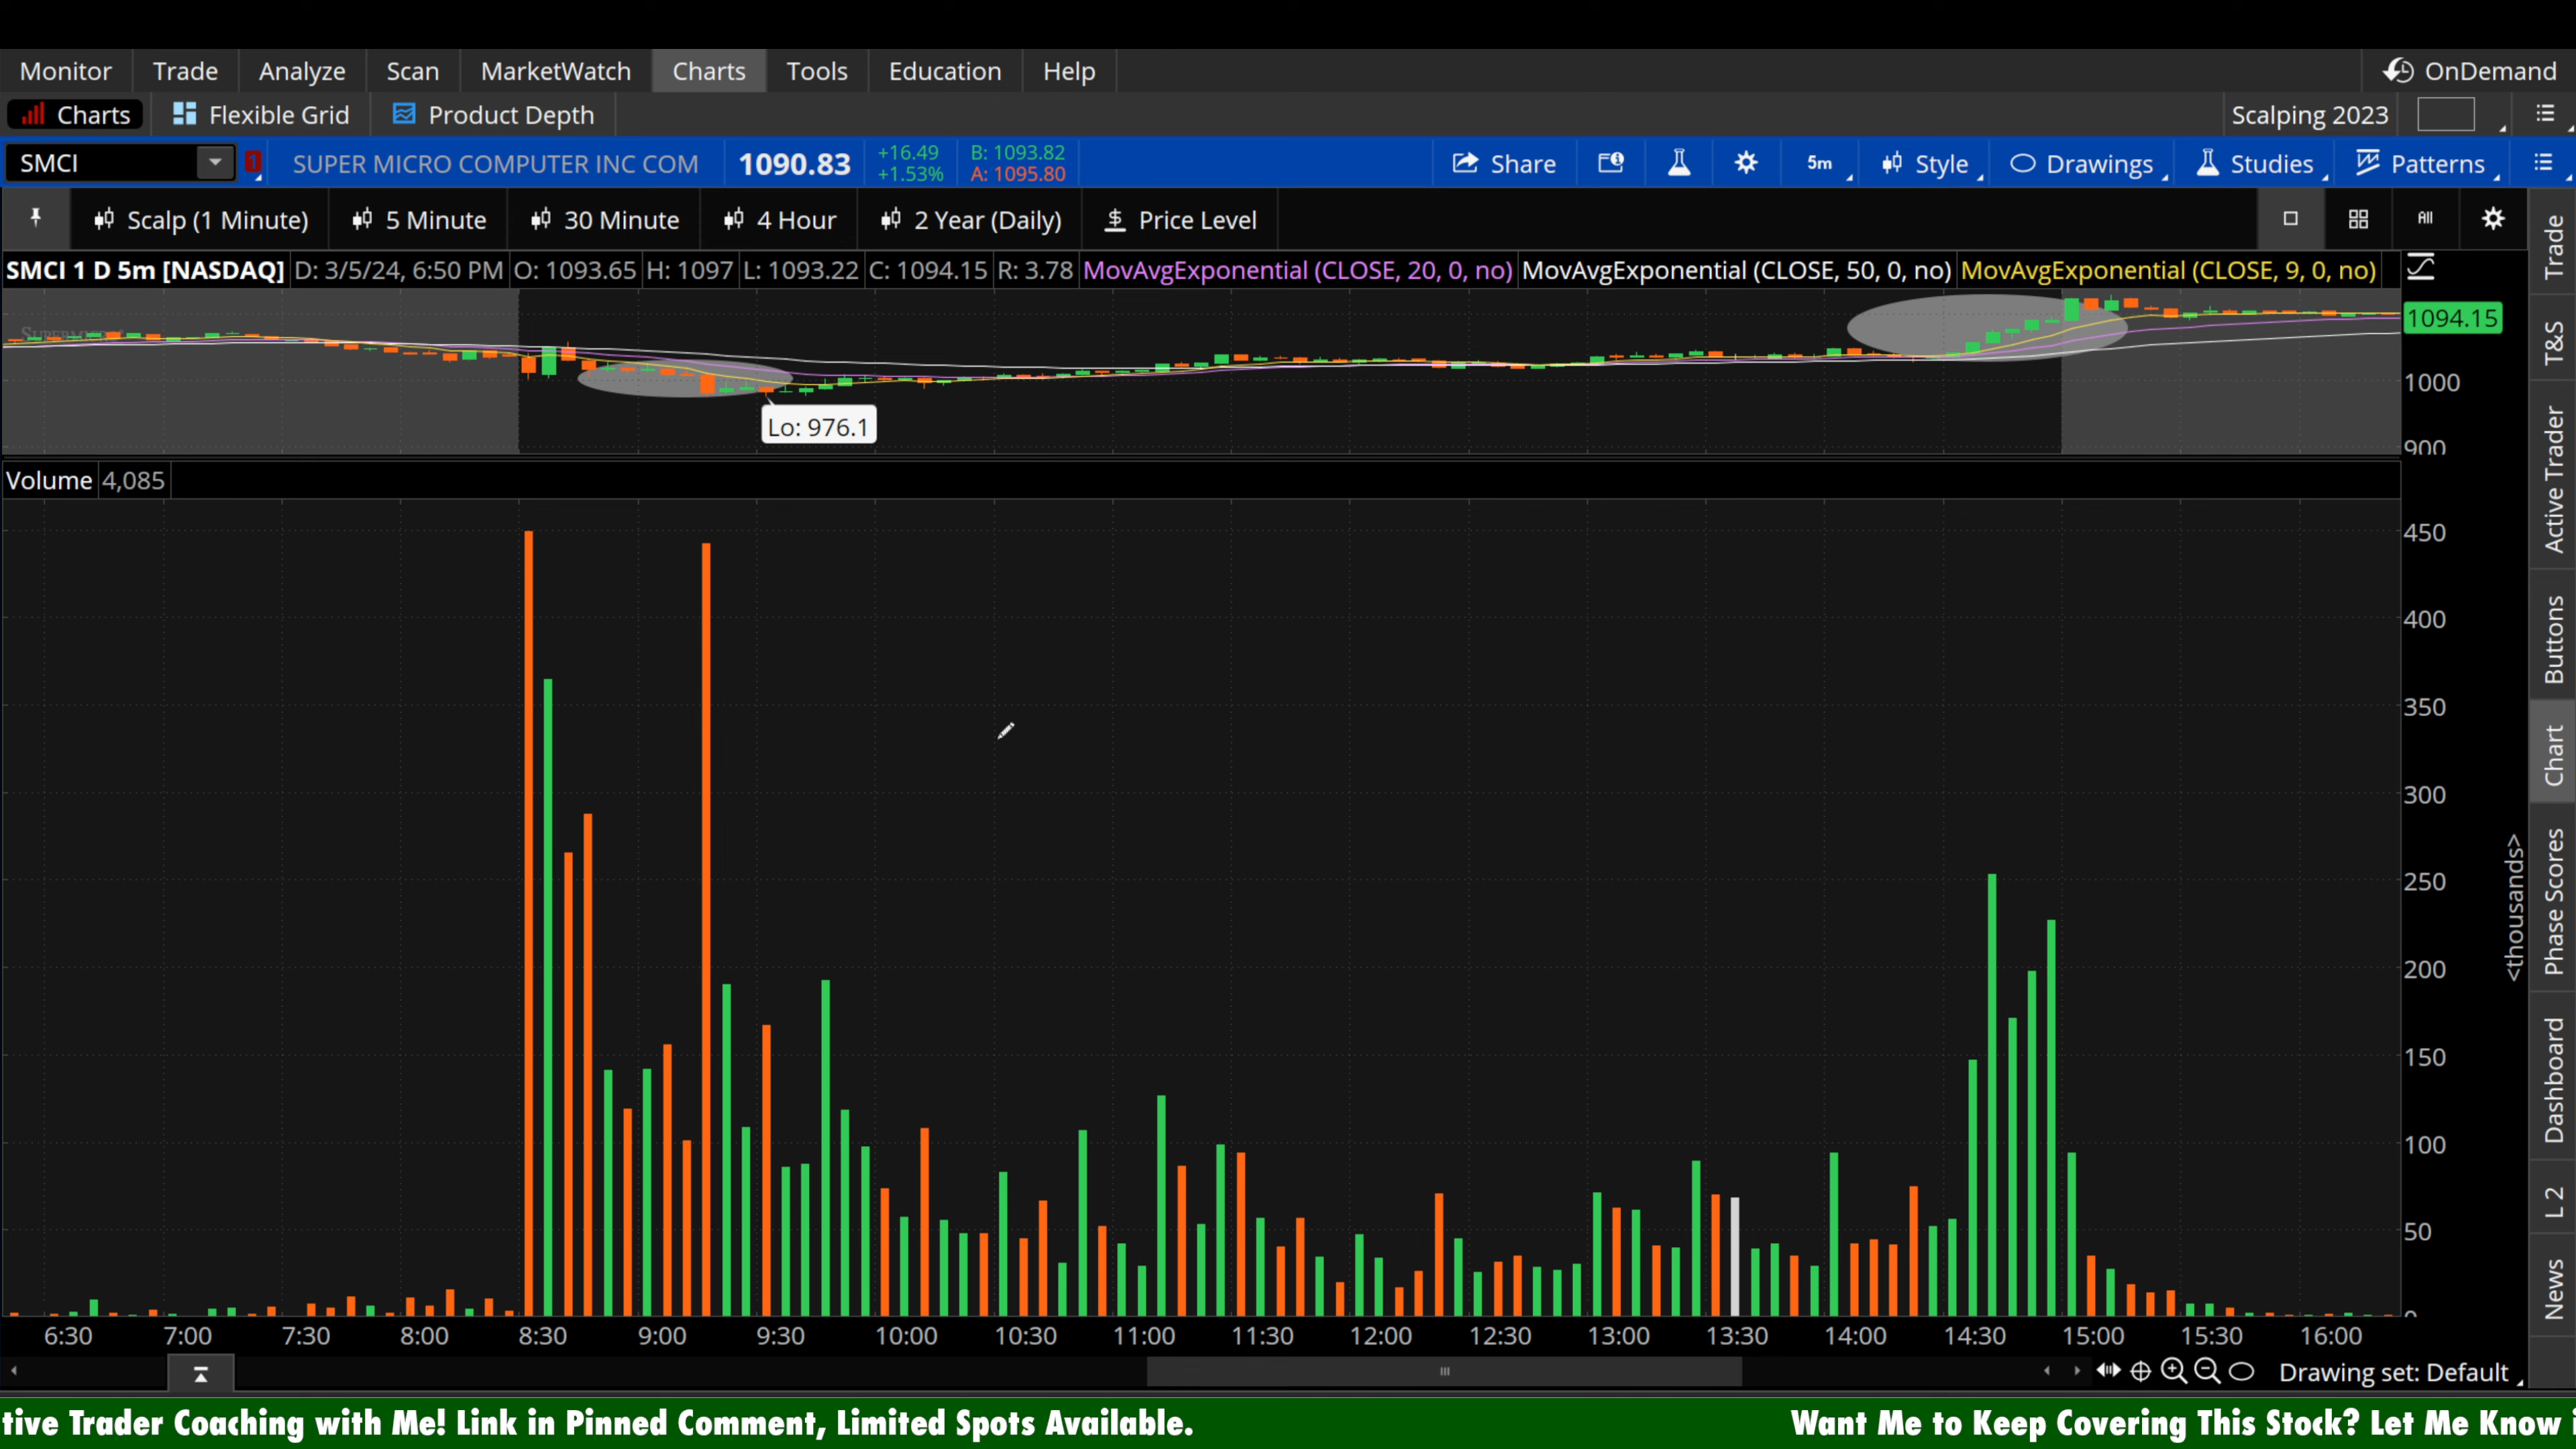 Monitor Trade Analyze Scan MarketWatch Charts Tools Education Help OnDemand
Charts Flexible Grid Product Depth Scalping 2023
SMCI 1 SUPER MICRO COMPUTER INC COM 1090.83 +16.49 B: 1093.82 Share 5m Style Drawings Studies Patterns
+1.53% A: 1095.80
Scalp (1 Minute) 5 Minute 30 Minute 4 Hour 2 Year (Daily) $ Price Level All
SMCI 1 D 5m [NASDAQ] D: 3/5/24, 6:50 PM O: 1093.65 H: 1097 L: 1093.22 C: 1094.15 R: 3.78 MovAvgExponential (CLOSE, 20, 0, no) MovAvgExponential (CLOSE, 50, 0, no) MovAvgExponential (CLOSE, 9, 0, no)
1094.15
1000
Lo: 976.1
900
Volume 4,085
450
400
350
300
250
200
150
100
50
0
<thousands>
6:30 7:00 7:30 8:00 8:30 9:00 9:30 10:00 10:30 11:00 11:30 12:00 12:30 13:00 13:30 14:00 14:30 15:00 15:30 16:00
Drawing set: Default
Trade
T&S
Active Trader
Buttons
Chart
Phase Scores
Dashboard
L 2
News
tive Trader Coaching with Me! Link in Pinned Comment, Limited Spots Available. Want Me to Keep Covering This Stock? Let Me Know